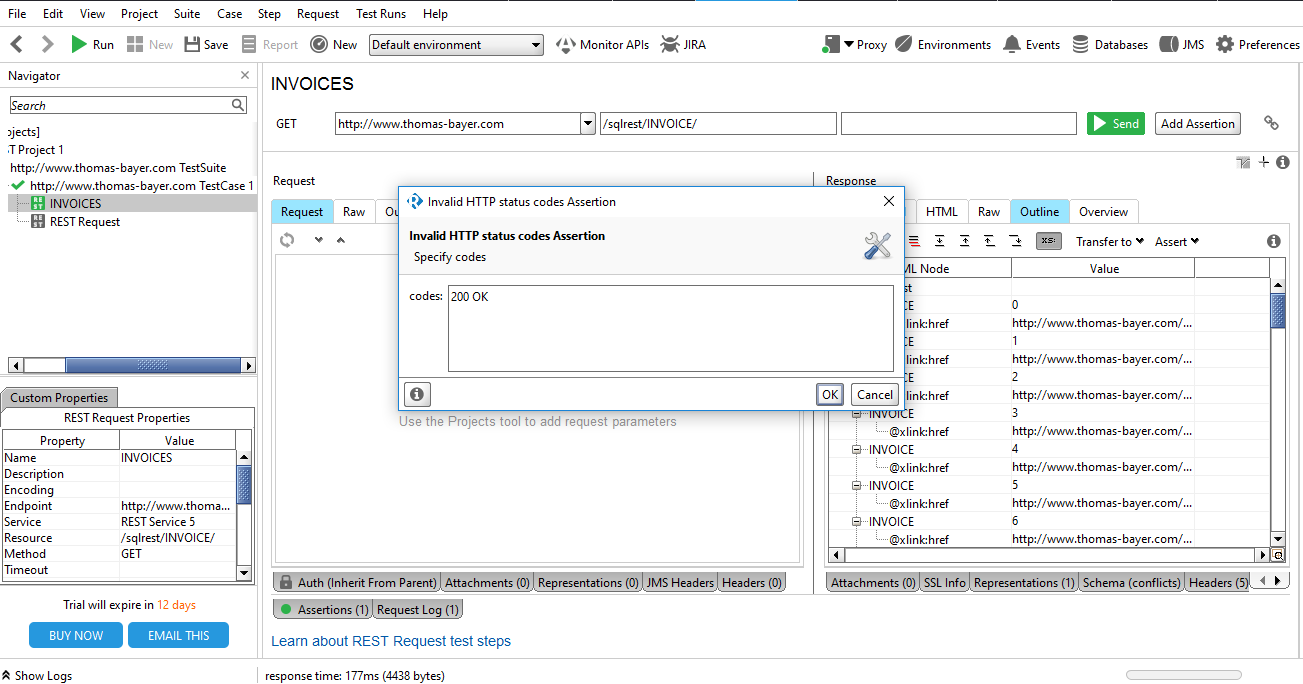 File Edit View Project Suite Case Step Request Test Runs Help
Run New Save Report New Default environment Monitor APIs JIRA Proxy Environments Events Databases JMS Preferences
Navigator
Search
ojects]
T Project 1
http://www.thomas-bayer.com TestSuite
http://www.thomas-bayer.com TestCase 1
INVOICES
REST Request
Custom Properties
REST Request Properties
Property Value
Name INVOICES
Description
Encoding
Endpoint http://www.thoma...
Service REST Service 5
Resource /sqlrest/INVOICE/
Method GET
Timeout
Trial will expire in 12 days
BUY NOW EMAIL THIS
INVOICES
GET http://www.thomas-bayer.com /sqlrest/INVOICE/ Send Add Assertion
Request
Request Raw Ou
Use the Projects tool to add request parameters
Auth (Inherit From Parent) Attachments (0) Representations (0) JMS Headers Headers (0)
Invalid HTTP status codes Assertion
Invalid HTTP status codes Assertion
Specify codes
codes: 200 OK
OK Cancel
Response
HTML Raw Outline Overview
XS: Transfer to Assert
ML Node Value
st
CE 0
xlink:href http://www.thomas-bayer.com/...
CE 1
xlink:href http://www.thomas-bayer.com/...
CE 2
xlink:href http://www.thomas-bayer.com/...
INVOICE 3
@xlink:href http://www.thomas-bayer.com/...
INVOICE 4
@xlink:href http://www.thomas-bayer.com/...
INVOICE 5
@xlink:href http://www.thomas-bayer.com/...
INVOICE 6
@xlink:href http://www.thomas-bayer.com/...
Attachments (0) SSL Info Representations (1) Schema (conflicts) Headers (5)
Assertions (1) Request Log (1)
Learn about REST Request test steps
Show Logs response time: 177ms (4438 bytes)